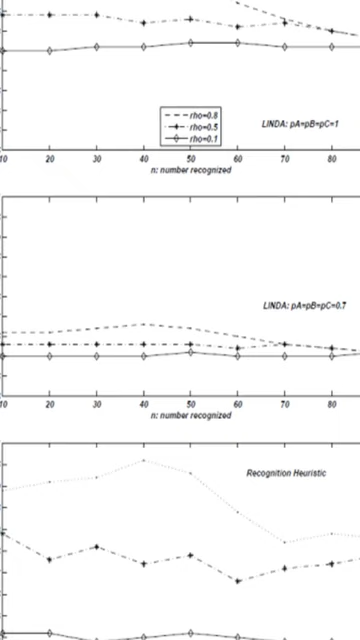 rho=0.8
rho=0.5
rho=0.1
LINDA: pA=pB=pC=1
10 20 30 40 50 60 70 80
n: number recognized
LINDA: pA=pB=pC=0.7
10 20 30 40 50 60 70 80
n: number recognized
Recognition Heuristic